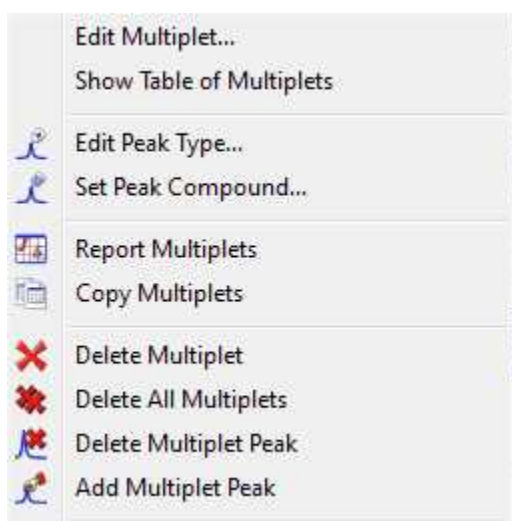 Edit Multiplet...
Show Table of Multiplets
Edit Peak Type...
Set Peak Compound...
Report Multiplets
Copy Multiplets
Delete Multiplet
Delete All Multiplets
Delete Multiplet Peak
Add Multiplet Peak